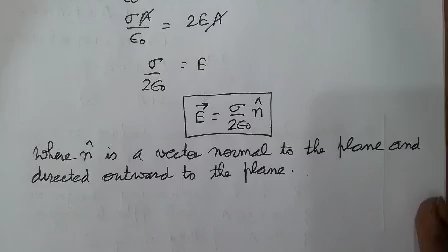 σA/ε₀ = 2EA
σ/2ε₀ = E
E⃗ = σ/2ε₀ n̂
Where n̂ is a vector normal to the plane and
directed outward to the plane.